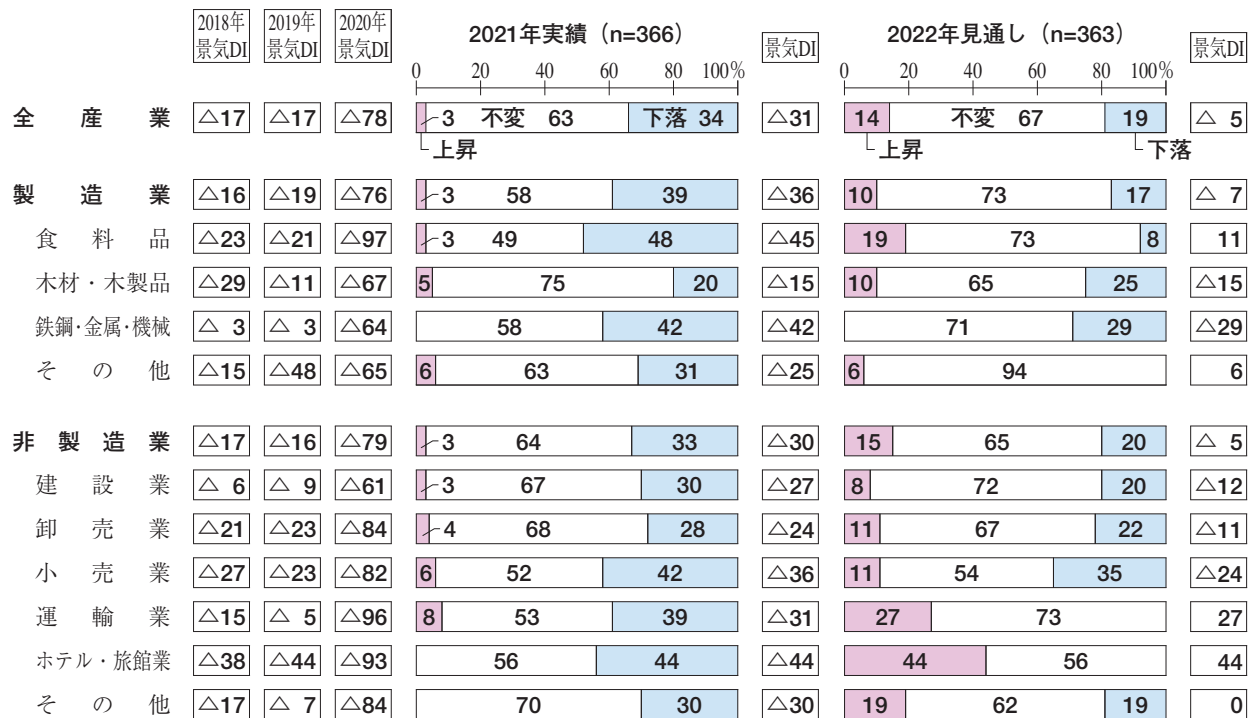 2018年 2019年 2020年
景気DI 景気DI 景気DI 2021年実績（n=366） 景気DI 2022年見通し（n=363） 景気DI
0 20 40 60 80 100% 0 20 40 60 80 100%
全産業 △17 △17 △78 3 不変 63 下落 34 △31 14 不変 67 19 △ 5
上昇 上昇 下落
製造業 △16 △19 △76 3 58 39 △36 10 73 17 △ 7
食料品 △23 △21 △97 3 49 48 △45 19 73 8 11
木材・木製品 △29 △11 △67 5 75 20 △15 10 65 25 △15
鉄鋼・金属・機械 △ 3 △ 3 △64 58 42 △42 71 29 △29
その他 △15 △48 △65 6 63 31 △25 6 94 6
非製造業 △17 △16 △79 3 64 33 △30 15 65 20 △ 5
建設業 △ 6 △ 9 △61 3 67 30 △27 8 72 20 △12
卸売業 △21 △23 △84 4 68 28 △24 11 67 22 △11
小売業 △27 △23 △82 6 52 42 △36 11 54 35 △24
運輸業 △15 △ 5 △96 8 53 39 △31 27 73 27
ホテル・旅館業 △38 △44 △93 56 44 △44 44 56 44
その他 △17 △ 7 △84 70 30 △30 19 62 19 0